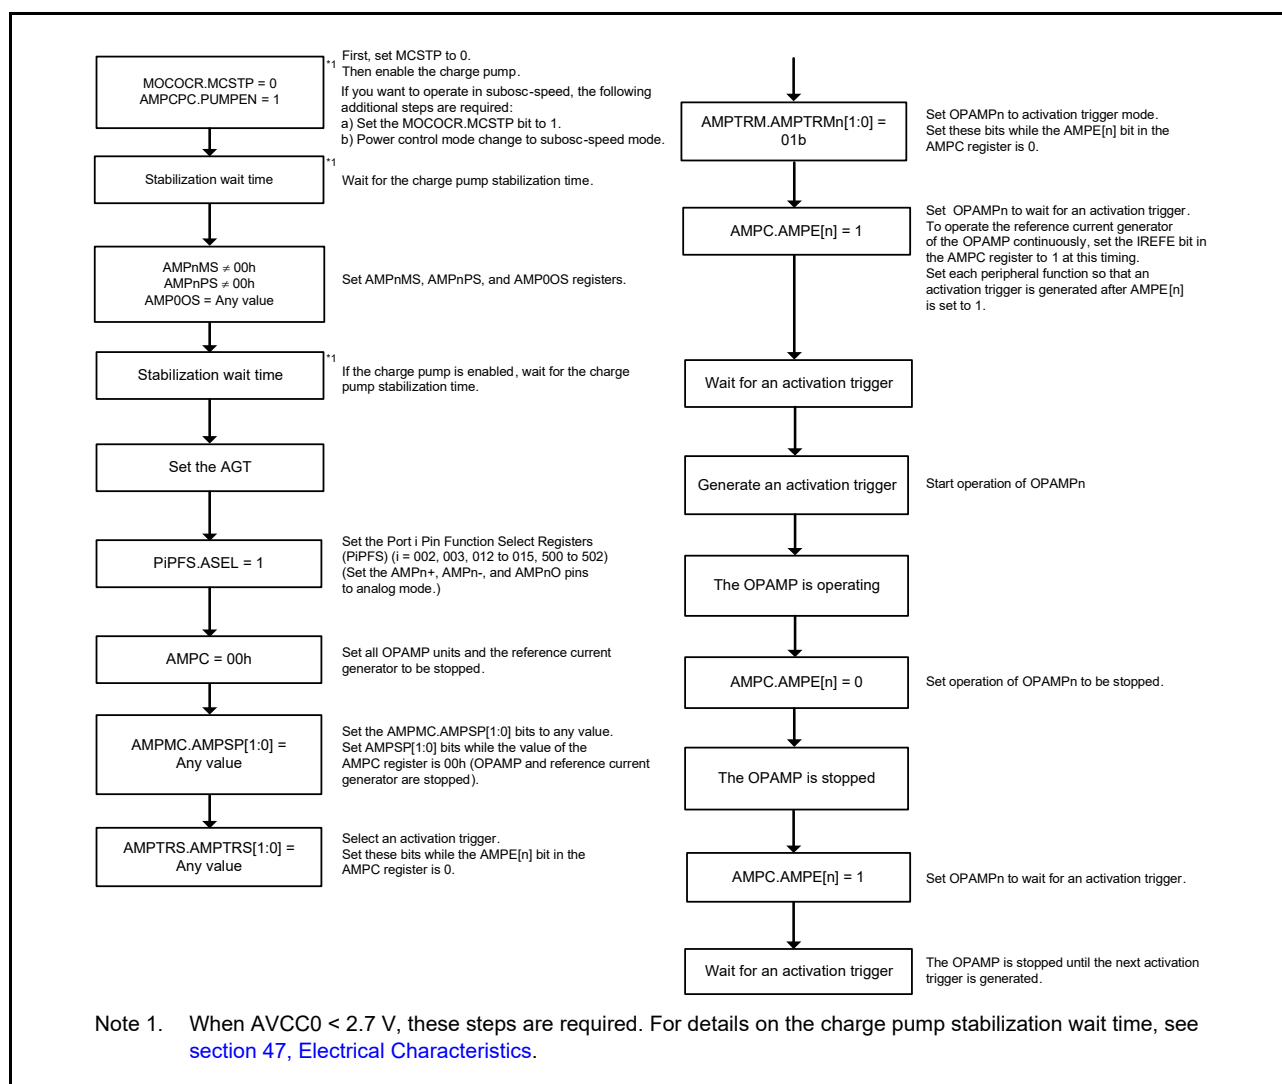 MOCOCR.MCSTP = 0
AMPCPC.PUMPEN = 1
*1
First, set MCSTP to 0.
Then enable the charge pump.
If you want to operate in subosc-speed, the following
additional steps are required:
a) Set the MOCOCR.MCSTP bit to 1.
b) Power control mode change to subosc-speed mode.
Stabilization wait time
*1
Wait for the charge pump stabilization time.
AMPnMS ≠ 00h
AMPnPS ≠ 00h
AMP0OS = Any value
Set AMPnMS, AMPnPS, and AMP0OS registers.
Stabilization wait time
*1
If the charge pump is enabled, wait for the charge
pump stabilization time.
Set the AGT
PiPFS.ASEL = 1
Set the Port i Pin Function Select Registers
(PiPFS) (i = 002, 003, 012 to 015, 500 to 502)
(Set the AMPn+, AMPn-, and AMPnO pins
to analog mode.)
AMPC = 00h
Set all OPAMP units and the reference current
generator to be stopped.
AMPMC.AMPSP[1:0] =
Any value
Set the AMPMC.AMPSP[1:0] bits to any value.
Set AMPSP[1:0] bits while the value of the
AMPC register is 00h (OPAMP and reference current
generator are stopped).
AMPTRS.AMPTRS[1:0] =
Any value
Select an activation trigger.
Set these bits while the AMPE[n] bit in the
AMPC register is 0.
AMPTRM.AMPTRMn[1:0] =
01b
Set OPAMPn to activation trigger mode.
Set these bits while the AMPE[n] bit in the
AMPC register is 0.
AMPC.AMPE[n] = 1
Set OPAMPn to wait for an activation trigger.
To operate the reference current generator
of the OPAMP continuously, set the IREFE bit in
the AMPC register to 1 at this timing.
Set each peripheral function so that an
activation trigger is generated after AMPE[n]
is set to 1.
Wait for an activation trigger
Generate an activation trigger
Start operation of OPAMPn
The OPAMP is operating
AMPC.AMPE[n] = 0
Set operation of OPAMPn to be stopped.
The OPAMP is stopped
AMPC.AMPE[n] = 1
Set OPAMPn to wait for an activation trigger.
Wait for an activation trigger
The OPAMP is stopped until the next activation
trigger is generated.
Note 1. When AVCC0 < 2.7 V, these steps are required. For details on the charge pump stabilization wait time, see
section 47, Electrical Characteristics.